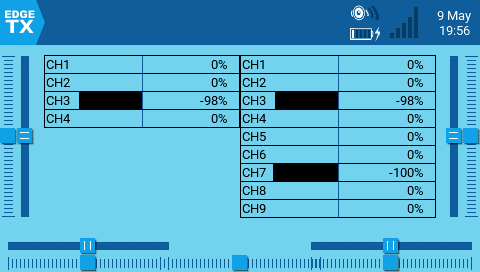 EDGE
TX
9 May
19:56
CH1 0%
CH2 0%
CH3 -98%
CH4 0%
CH1 0%
CH2 0%
CH3 -98%
CH4 0%
CH5 0%
CH6 0%
CH7 -100%
CH8 0%
CH9 0%